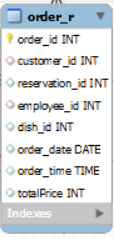 order_r
order_id INT
customer_id INT
reservation_id INT
employee_id INT
dish_id INT
order_date DATE
order_time TIME
totalPrice INT
Indexes